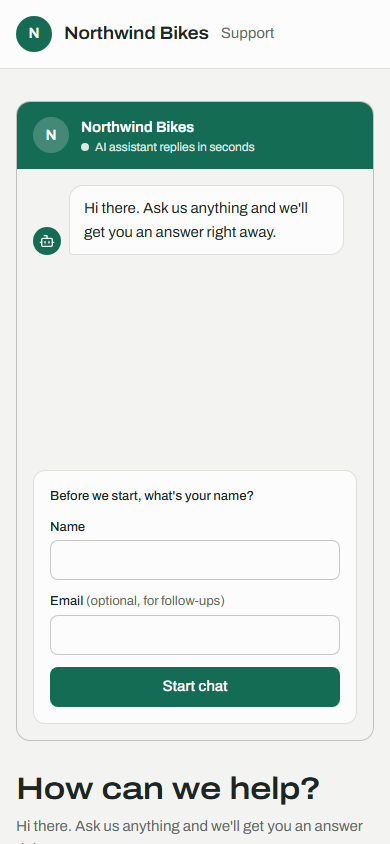 N Northwind Bikes Support
N Northwind Bikes
AI assistant replies in seconds
Hi there. Ask us anything and we'll
get you an answer right away.
Before we start, what's your name?
Name
Email (optional, for follow-ups)
Start chat
How can we help?
Hi there. Ask us anything and we'll get you an answer